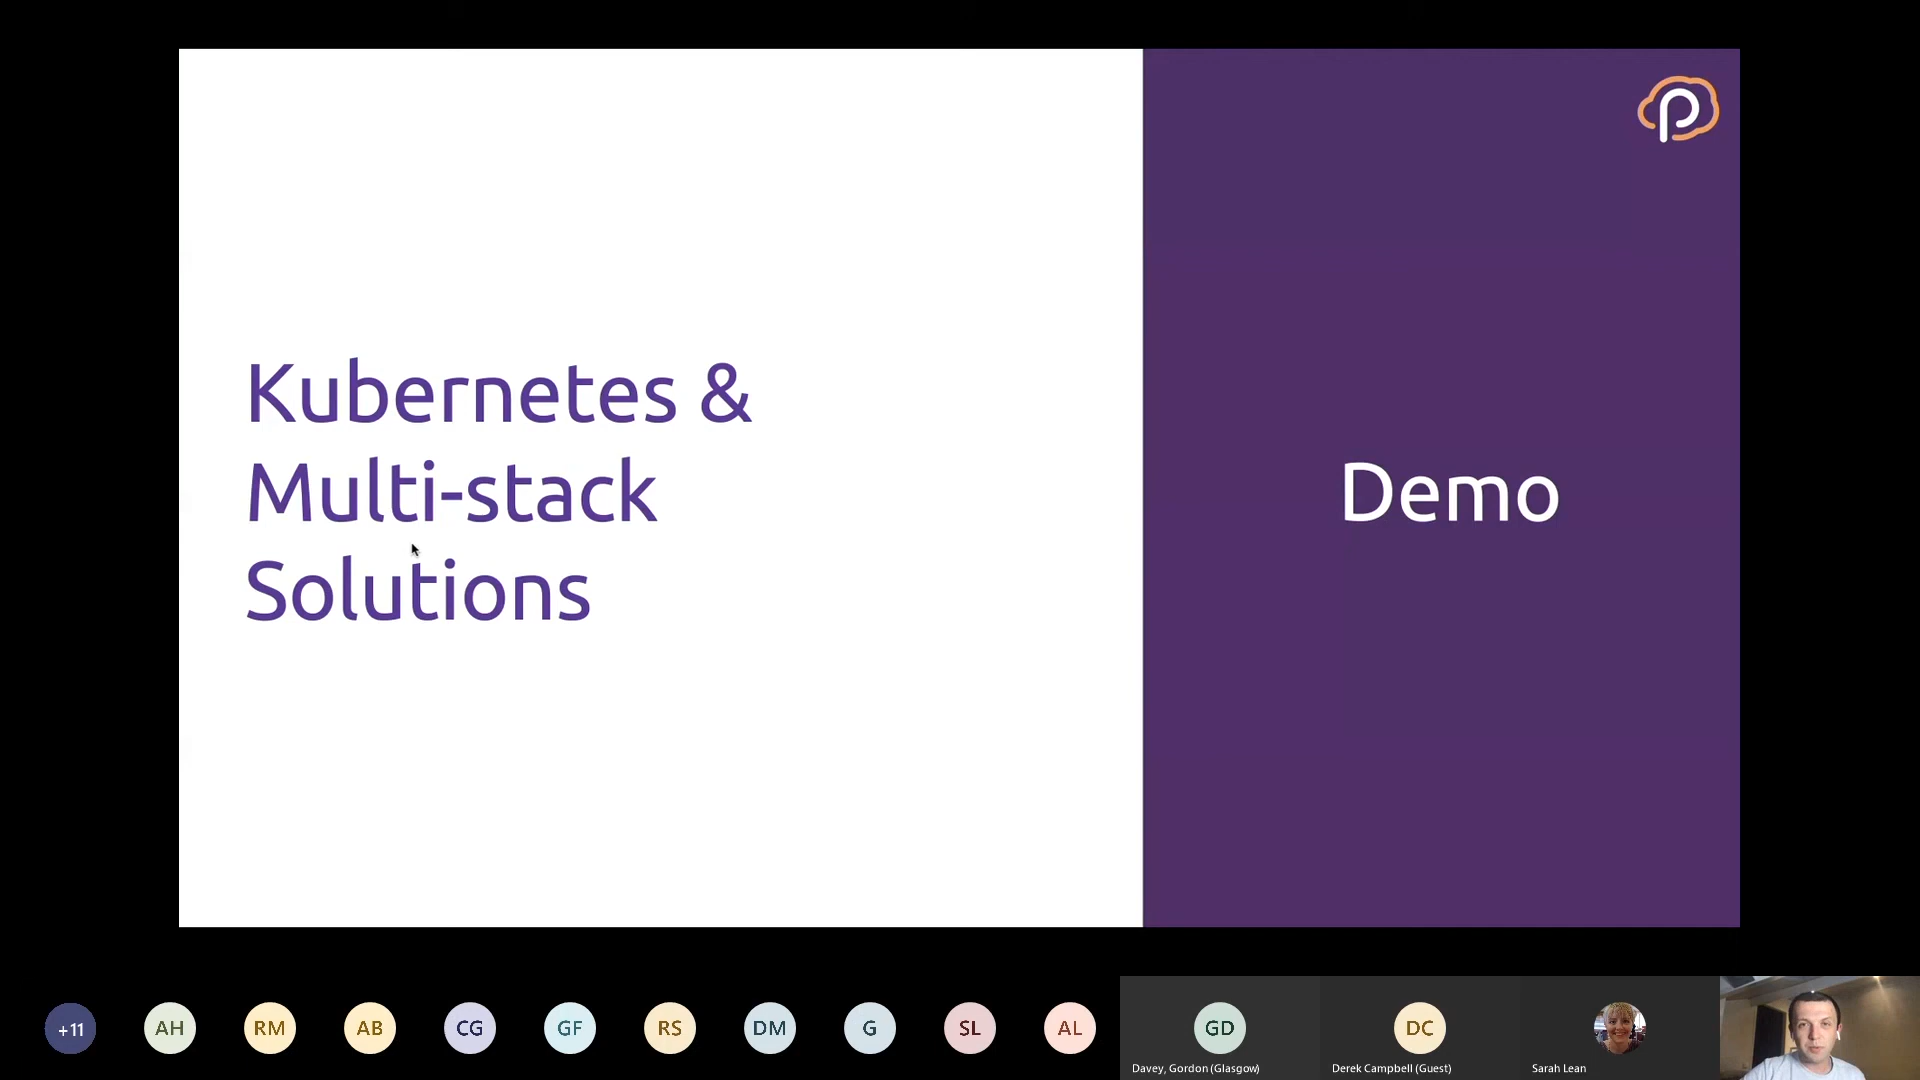 Kubernetes &
Multi-stack
Solutions
Demo
+11
AH
RM
AB
CG
GF
RS
DM
G
SL
AL
GD
DC
Davey, Gordon (Glasgow)
Derek Campbell (Guest)
Sarah Lean